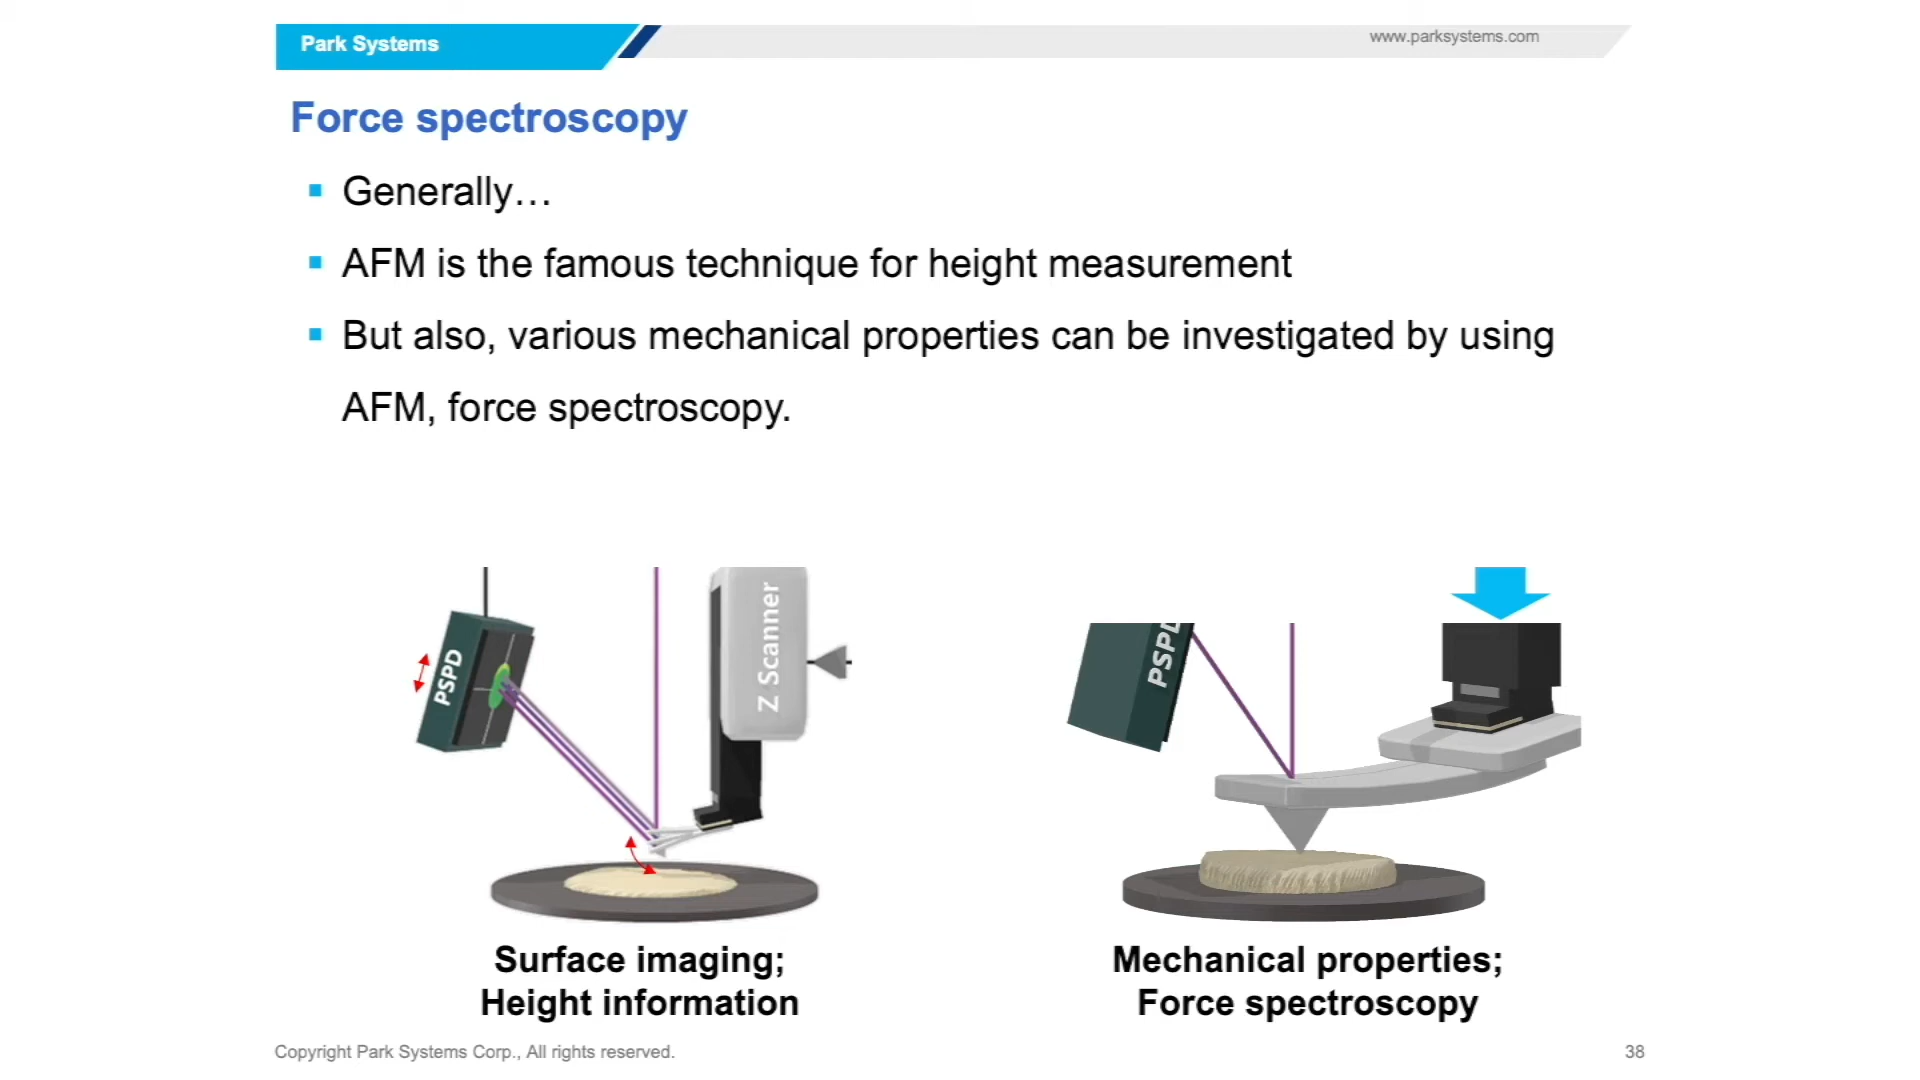 Park Systems
www.parksystems.com
Force spectroscopy
Generally…
AFM is the famous technique for height measurement
But also, various mechanical properties can be investigated by using
AFM, force spectroscopy.
PSPD
Z Scanner
PSPD
Surface imaging;
Height information
Mechanical properties;
Force spectroscopy
Copyright Park Systems Corp., All rights reserved.
38